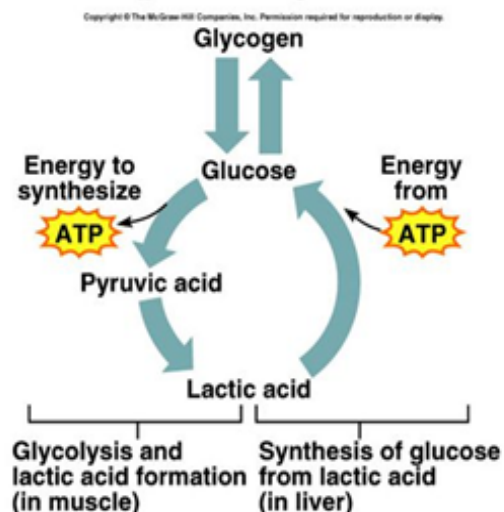 Copyright © The McGraw-Hill Companies, Inc. Permission required for reproduction or display.
Glycogen
Energy to
synthesize
ATP
Glucose
Energy
from
ATP
Pyruvic acid
Lactic acid
Glycolysis and
lactic acid formation
(in muscle)
Synthesis of glucose
from lactic acid
(in liver)